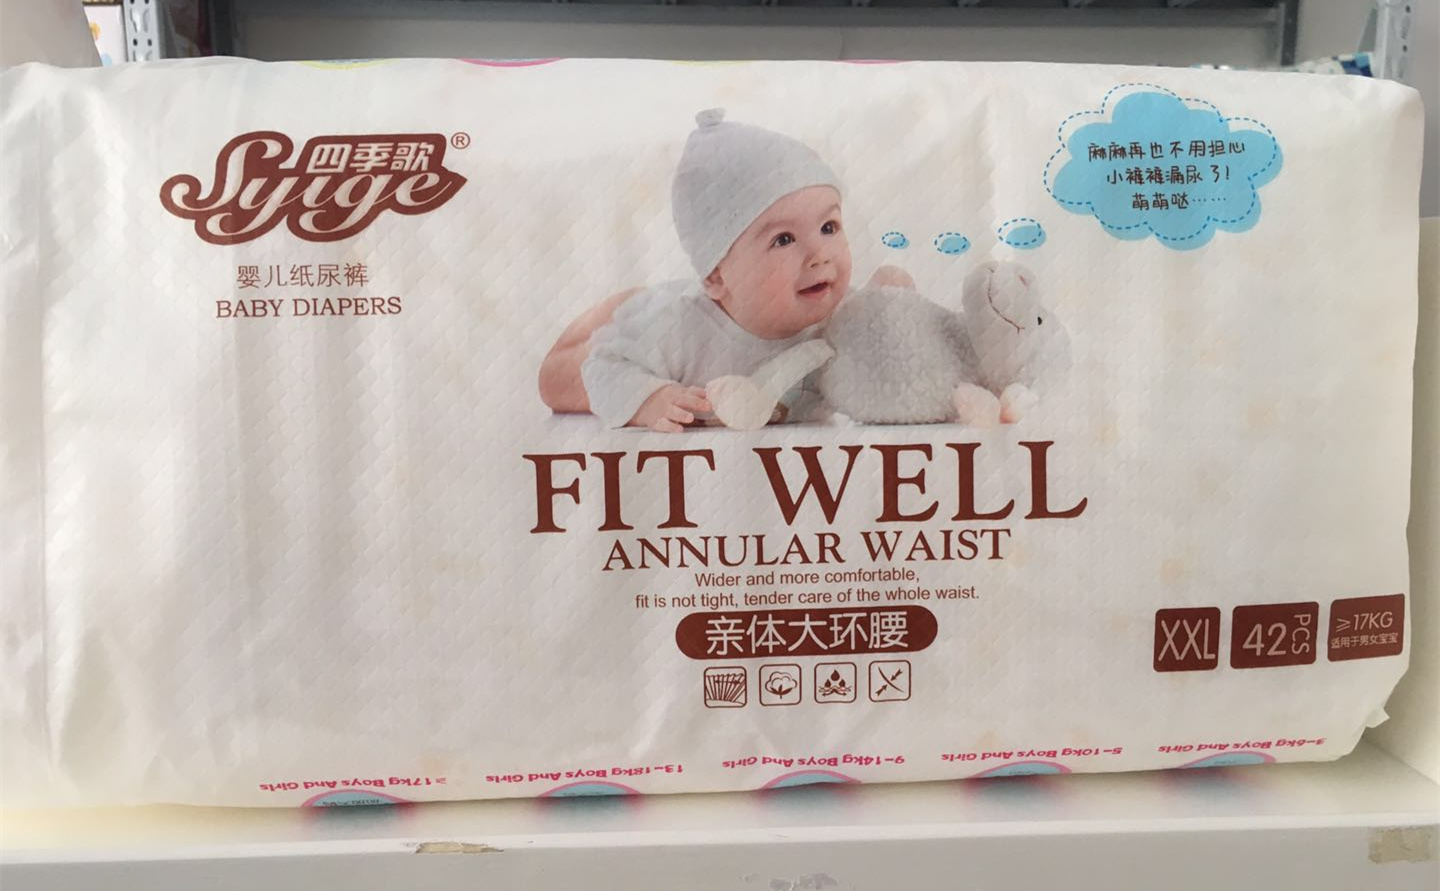 四季歌®
Syige
婴儿纸尿裤
BABY DIAPERS
麻麻再也不用担心
小裤裤漏尿了!
萌萌哒……
FIT WELL
ANNULAR WAIST
Wider and more comfortable,
fit is not tight, tender care of the whole waist.
亲体大环腰
XXL
42PCS
≥17KG
适用于男女宝宝
3-6kg Boys And Girls
5-10kg Boys And Girls
9-14kg Boys And Girls
13-18kg Boys And Girls
≥17kg Boys And Girls